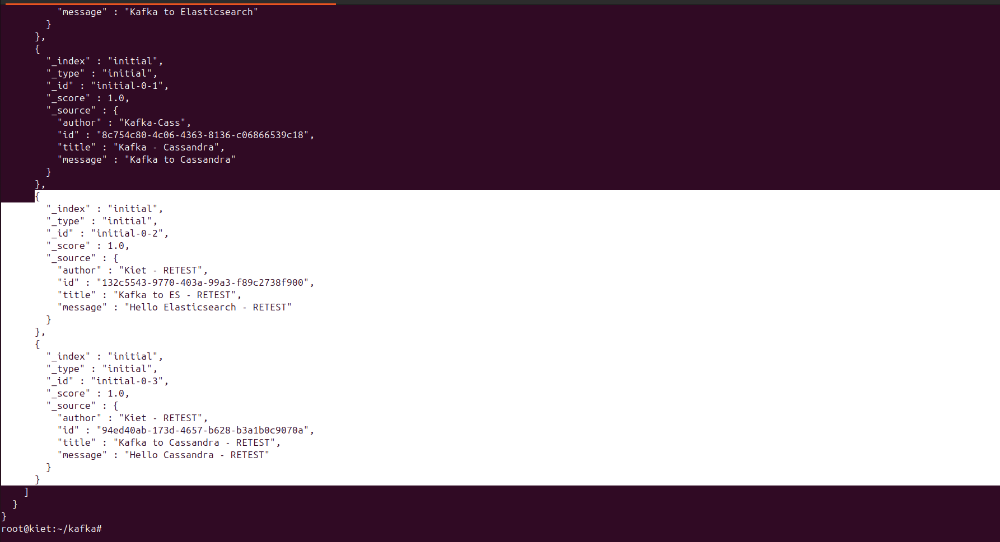 "message" : "Kafka to Elasticsearch"
}
},
{
"_index" : "initial",
"_type" : "initial",
"_id" : "initial-0-1",
"_score" : 1.0,
"_source" : {
"author" : "Kafka-Cass",
"id" : "8c754c80-4c06-4363-8136-c06866539c18",
"title" : "Kafka - Cassandra",
"message" : "Kafka to Cassandra"
}
},
{
"_index" : "initial",
"_type" : "initial",
"_id" : "initial-0-2",
"_score" : 1.0,
"_source" : {
"author" : "Kiet - RETEST",
"id" : "132c5543-9770-403a-99a3-f89c2738f900",
"title" : "Kafka to ES - RETEST",
"message" : "Hello Elasticsearch - RETEST"
}
},
{
"_index" : "initial",
"_type" : "initial",
"_id" : "initial-0-3",
"_score" : 1.0,
"_source" : {
"author" : "Kiet - RETEST",
"id" : "94ed40ab-173d-4657-b628-b3a1b0c9070a",
"title" : "Kafka to Cassandra - RETEST",
"message" : "Hello Cassandra - RETEST"
}
}
]
}
}
root@kiet:~/kafka#